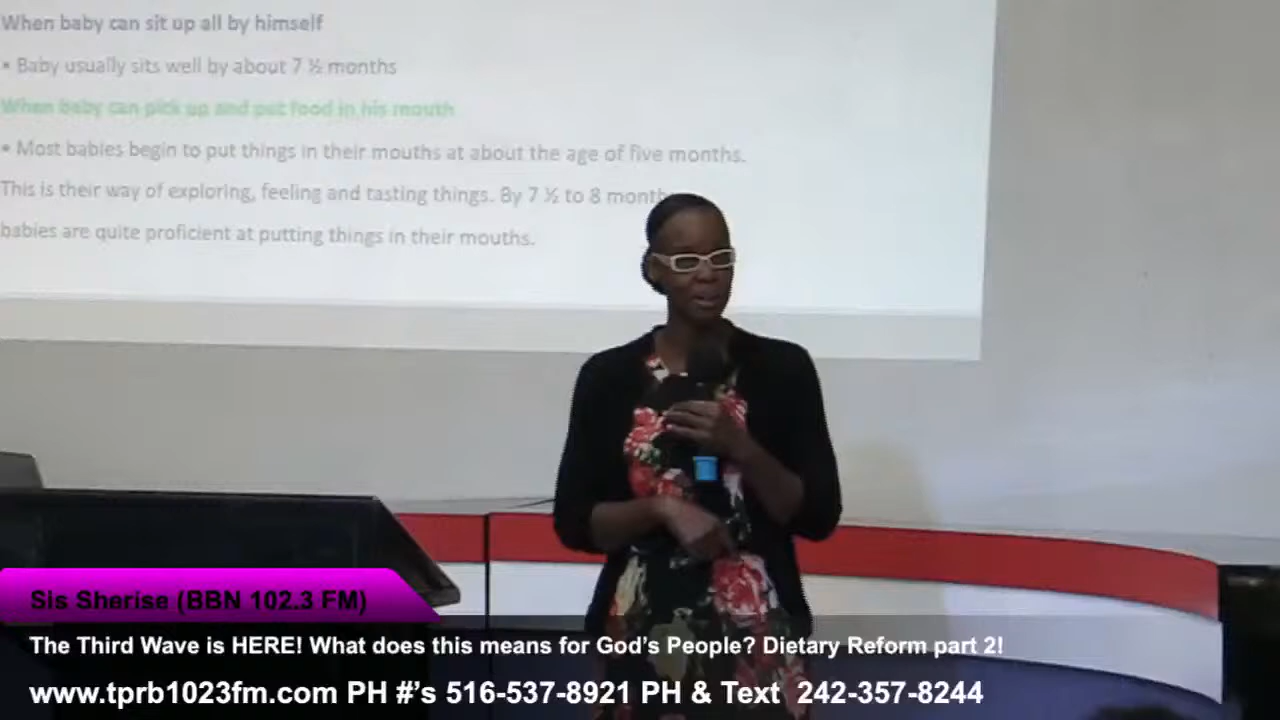 When baby can sit up all by himself
• Baby usually sits well by about 7 ½ months
When baby can pick up and put food in his mouth
• Most babies begin to put things in their mouths at about the age of five months.
This is their way of exploring, feeling and tasting things. By 7 ½ to 8 month
babies are quite proficient at putting things in their mouths.
Sis Sherise (BBN 102.3 FM)
The Third Wave is HERE! What does this means for God's People? Dietary Reform part 2!
www.tprb1023fm.com PH #'s 516-537-8921 PH & Text 242-357-8244